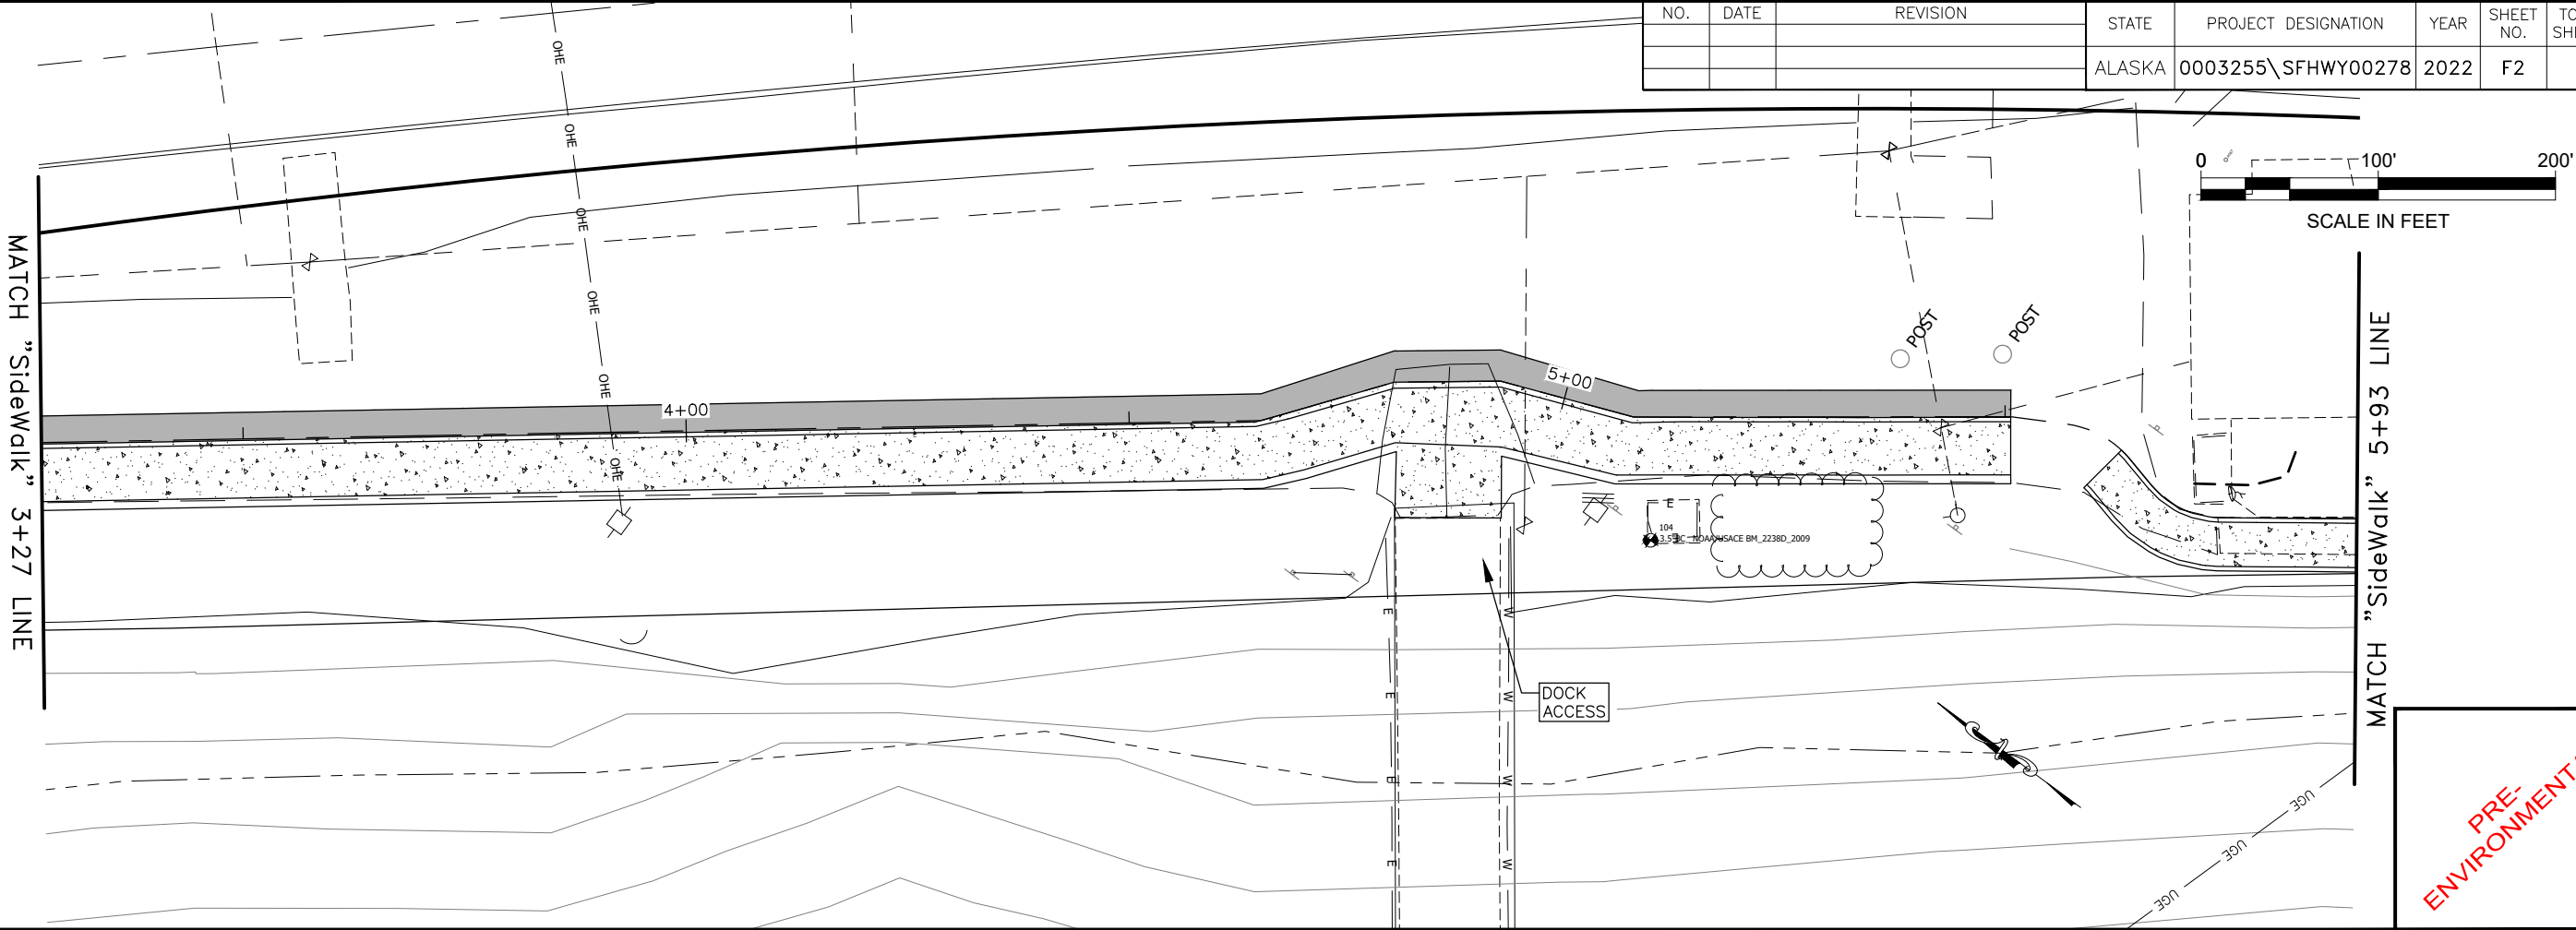 NO. DATE REVISION
STATE PROJECT DESIGNATION YEAR SHEET NO.
ALASKA 0003255\SFHWY00278 2022 F2
0 100' 200'
SCALE IN FEET
MATCH "SideWalk" 3+27 LINE
MATCH "SideWalk" 5+93 LINE
OHE
OHE
OHE
OHE
OHE
OHE
4+00
5+00
POST
POST
E
104
BM_2238D_2009
DOCK
ACCESS
E
E
E
E
W
W
W
W
UGE
UGE
UGE
PRE-